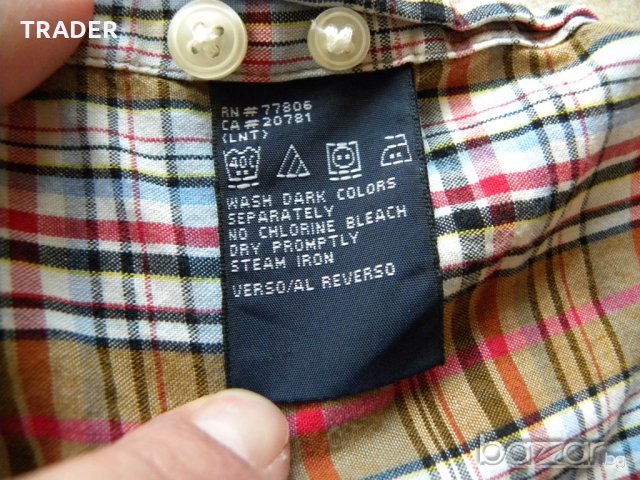 TRADER
RN # 77806
CA # 20781
(LNT)
40C
WASH DARK COLORS
SEPARATELY
NO CHLORINE BLEACH
DRY PROMPTLY
STEAM IRON
VERSO/AL REVERSO
bazar.bg